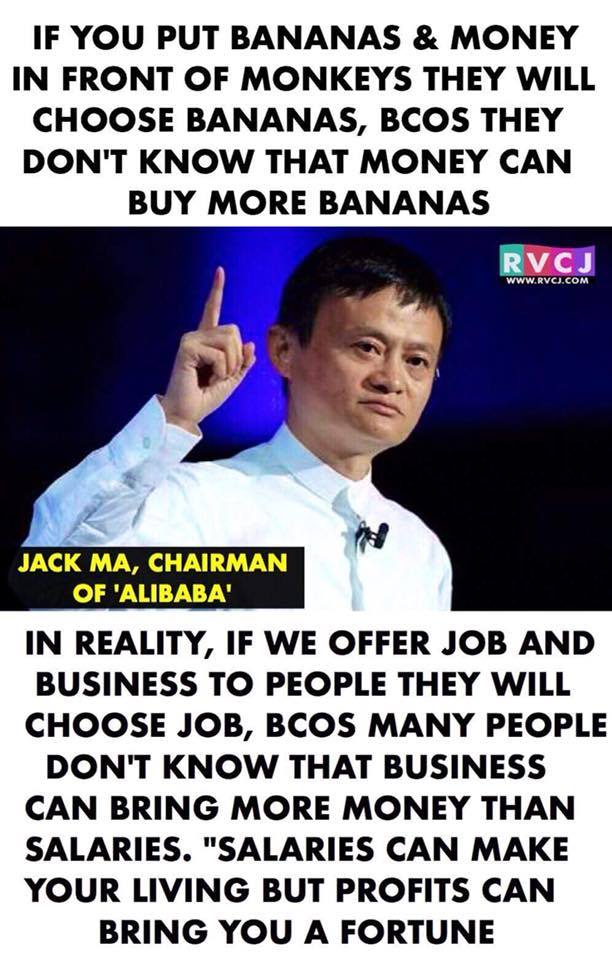 IF YOU PUT BANANAS & MONEY
IN FRONT OF MONKEYS THEY WILL
CHOOSE BANANAS, BCOS THEY
DON'T KNOW THAT MONEY CAN
BUY MORE BANANAS
RVCJ
WWW.RVCJ.COM
JACK MA, CHAIRMAN
OF 'ALIBABA'
IN REALITY, IF WE OFFER JOB AND
BUSINESS TO PEOPLE THEY WILL
CHOOSE JOB, BCOS MANY PEOPLE
DON'T KNOW THAT BUSINESS
CAN BRING MORE MONEY THAN
SALARIES. "SALARIES CAN MAKE
YOUR LIVING BUT PROFITS CAN
BRING YOU A FORTUNE